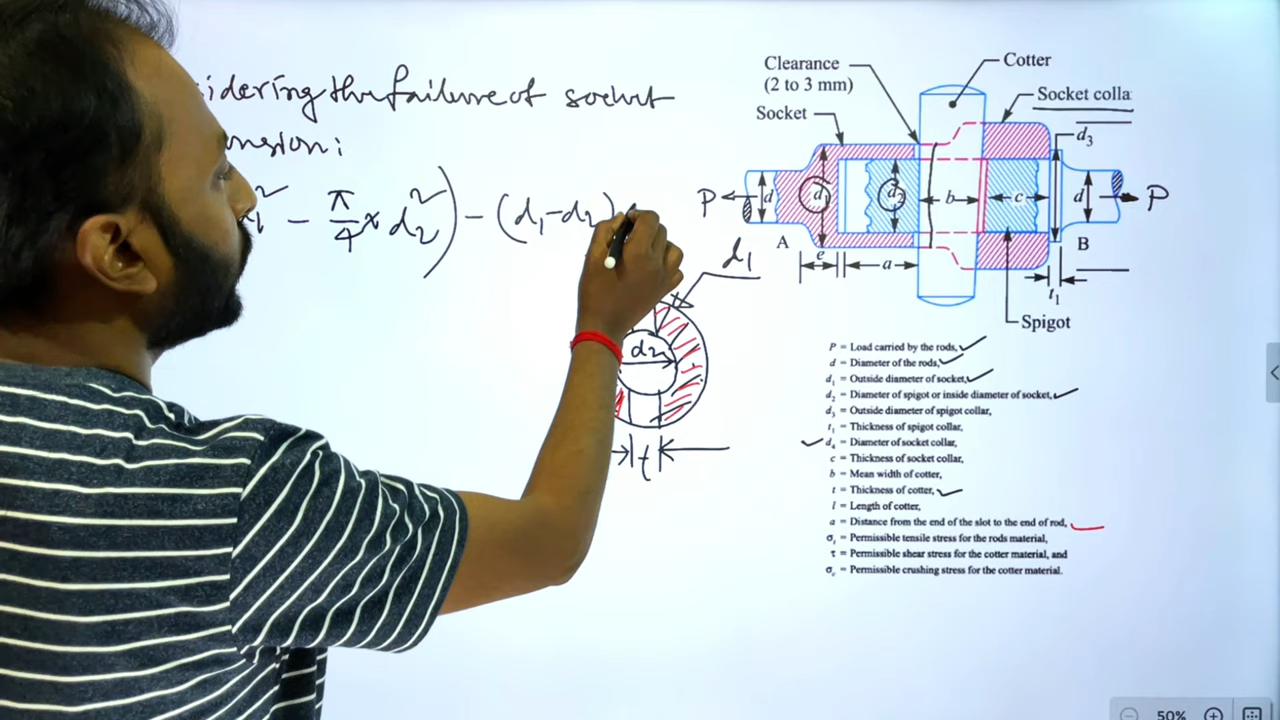 idering the failure of socket
ension:
d₁² − π/4 × d₂²) − (d₁−d₂)
d₁
d₂
t
Clearance
(2 to 3 mm)
Cotter
Socket
Socket colla
d₃
P
d
d₁
d₂
b
c
d
P
A
e
a
B
t₁
Spigot
P = Load carried by the rods,
d = Diameter of the rods,
d₁ = Outside diameter of socket,
d₂ = Diameter of spigot or inside diameter of socket,
d₃ = Outside diameter of spigot collar,
t₁ = Thickness of spigot collar,
d₄ = Diameter of socket collar,
c = Thickness of socket collar,
b = Mean width of cotter,
t = Thickness of cotter,
l = Length of cotter,
a = Distance from the end of the slot to the end of rod,
σₜ = Permissible tensile stress for the rods material,
τ = Permissible shear stress for the cotter material, and
σ꜀ = Permissible crushing stress for the cotter material.
50%